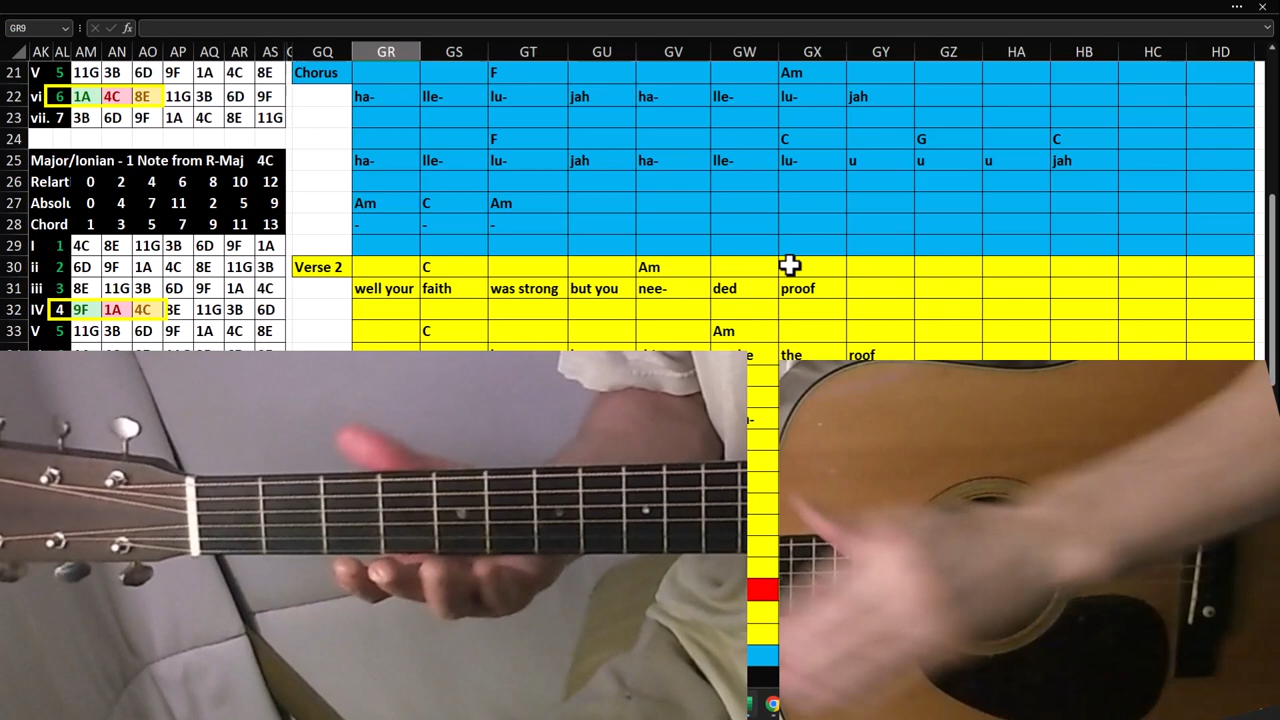 GR9 fx
AK AL AM AN AO AP AQ AR AS GQ GR GS GT GU GV GW GX GY GZ HA HB HC HD
21 V 5 11G 3B 6D 9F 1A 4C 8E Chorus F Am
22 vi 6 1A 4C 8E 11G 3B 6D 9F ha- lle- lu- jah ha- lle- lu- jah
23 vii. 7 3B 6D 9F 1A 4C 8E 11G
24 F C G C
25 Major/Ionian - 1 Note from R-Maj 4C ha- lle- lu- jah ha- lle- lu- u u u jah
26 Relarti 0 2 4 6 8 10 12
27 Absolu 0 4 7 11 2 5 9 Am C Am
28 Chord 1 3 5 7 9 11 13 - - -
29 I 1 4C 8E 11G 3B 6D 9F 1A
30 ii 2 6D 9F 1A 4C 8E 11G 3B Verse 2 C Am
31 iii 3 8E 11G 3B 6D 9F 1A 4C well your faith was strong but you nee- ded proof
32 IV 4 9F 1A 4C 8E 11G 3B 6D
33 V 5 11G 3B 6D 9F 1A 4C 8E C Am
the roof